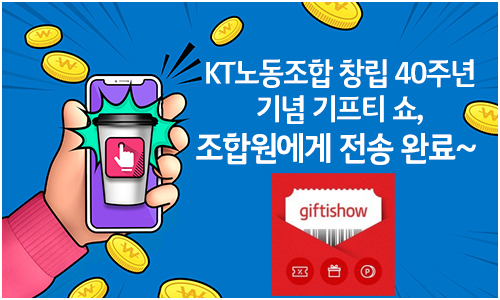 KT노동조합 창립 40주년
기념 기프티 쇼,
조합원에게 전송 완료~
giftishow